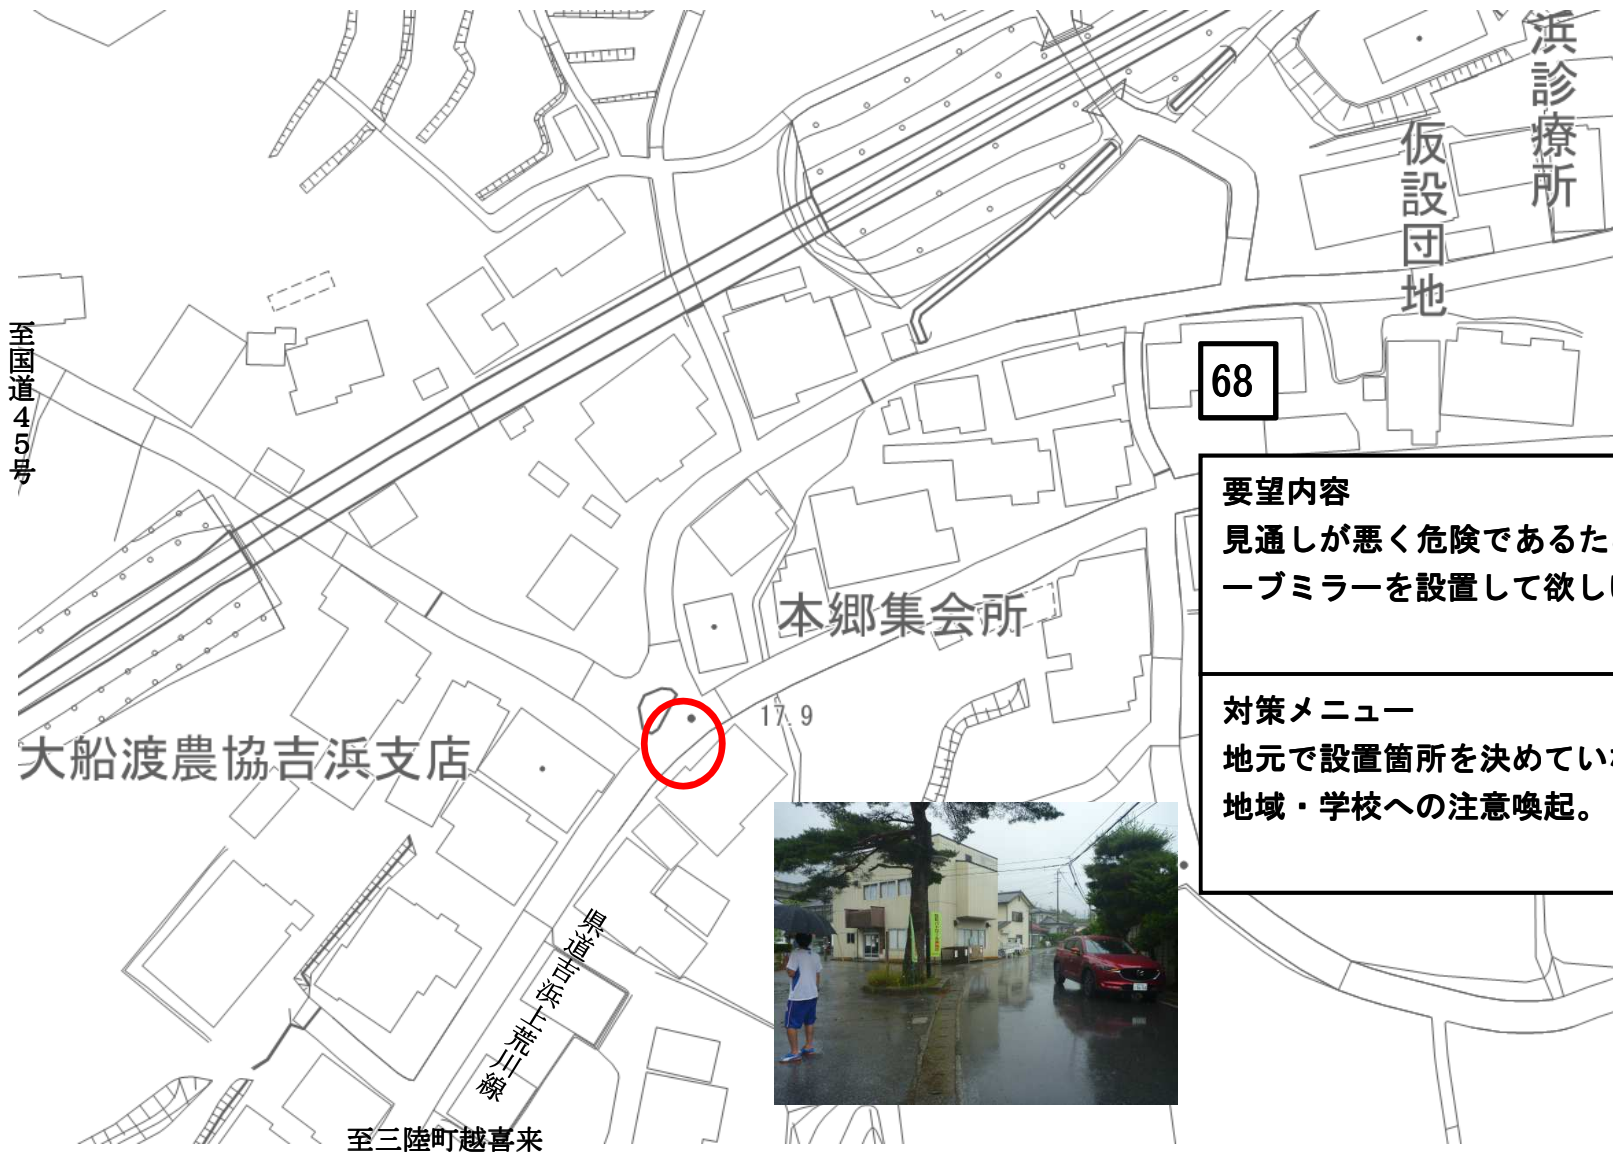 浜診療所
仮設団地
至国道45号
68
要望内容
見通しが悪く危険であるた
ーブミラーを設置して欲し
本郷集会所
対策メニュー
地元で設置箇所を決めてい
地域・学校への注意喚起。
17.9
大船渡農協吉浜支店
県道吉浜上荒川線
至三陸町越喜来